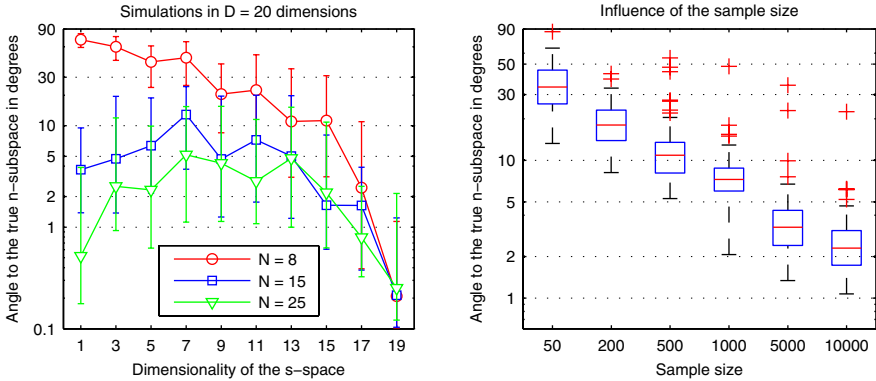 Simulations in D = 20 dimensions
Angle to the true n-subspace in degrees
90
30
10
5
2
1
0.1
N = 8
N = 15
N = 25
1 3 5 7 9 11 13 15 17 19
Dimensionality of the s-space
Influence of the sample size
Angle to the true n-subspace in degrees
90
50
30
10
5
2
1
50 200 500 1000 5000 10000
Sample size